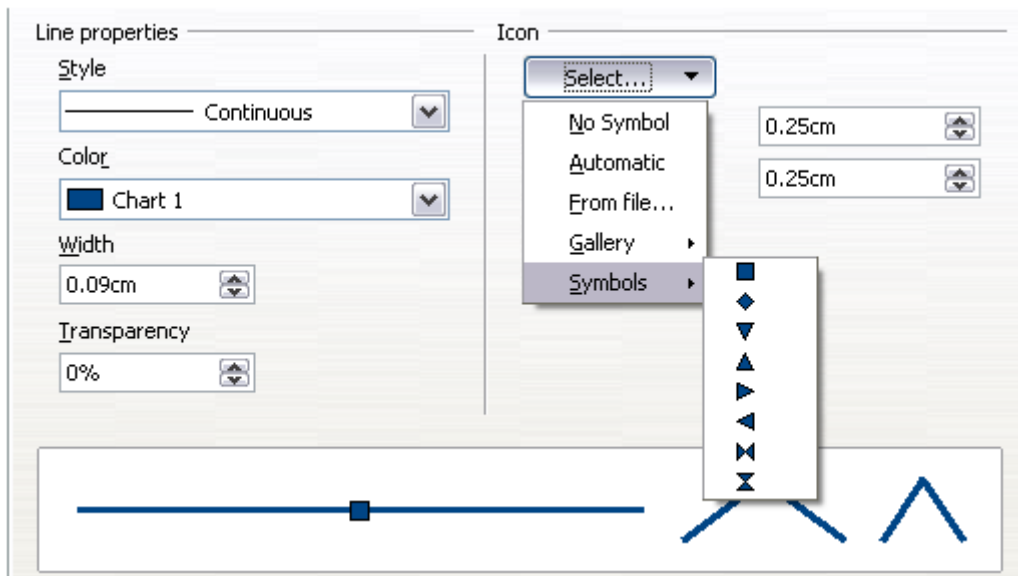 Line properties
Style
Continuous
Color
Chart 1
Width
0.09cm
Transparency
0%
Icon
Select...
No Symbol
Automatic
From file...
Gallery
Symbols
0.25cm
0.25cm